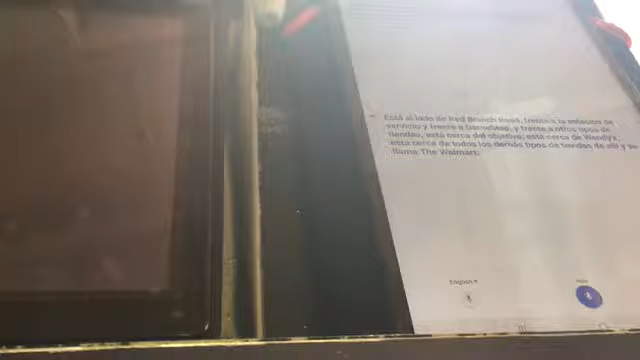 Está al lado de Red Branch Road, frente a la estación de
servicio y frente a GameStop, y frente a otros tipos de
tiendas, está cerca del objetivo, está cerca de Wendy's,
está cerca de todos los demás tipos de tiendas de allí y se
llama The Walmart.
English